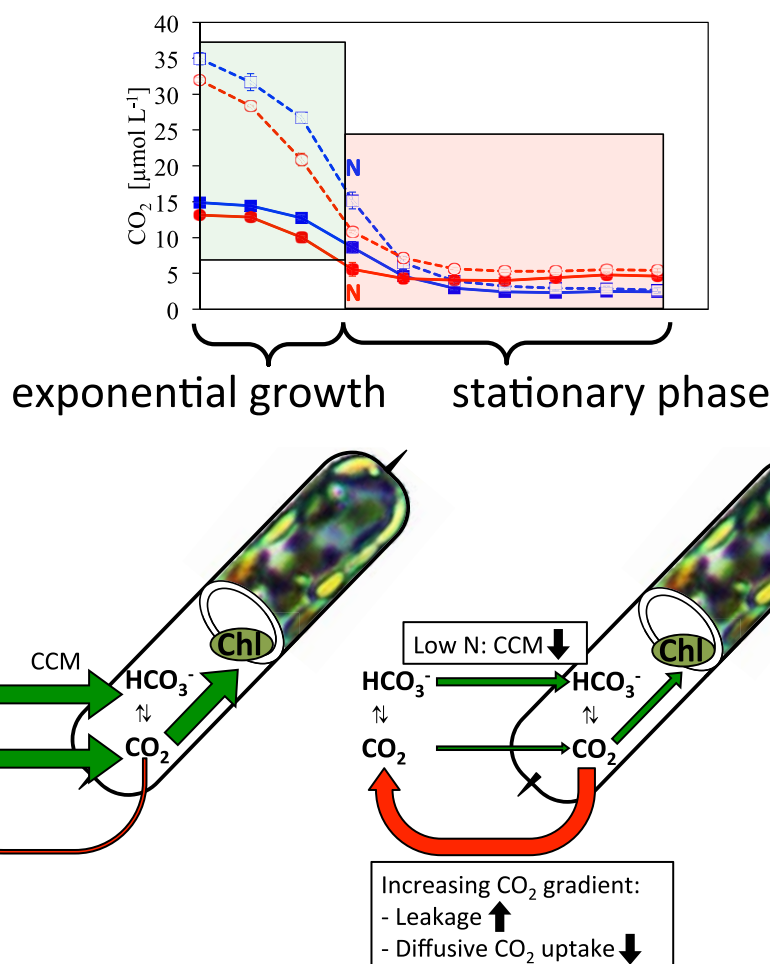 40
35
30
25
20
15
10
5
0
CO₂ [µmol L⁻¹]
N
N
exponential growth
stationary phase
Chl
CCM
HCO₃⁻
⇅
CO₂
Low N: CCM ⬇
Chl
HCO₃⁻
HCO₃⁻
⇅
⇅
CO₂
CO₂
Increasing CO₂ gradient:
- Leakage ⬆
- Diffusive CO₂ uptake ⬇